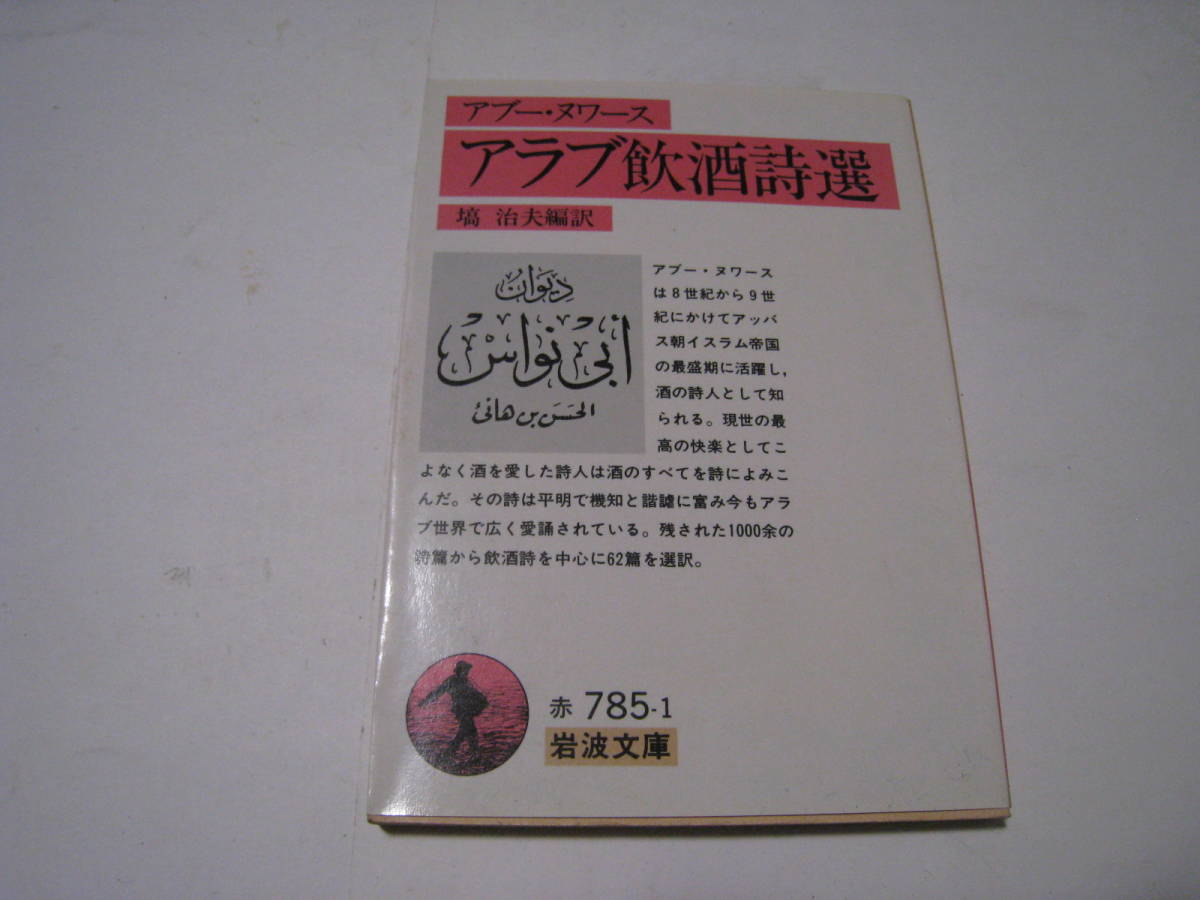 アブー・ヌワース
アラブ飲酒詩選
塙 治夫編訳
ديوان
أبي نواس
الحسن بن هانئ
アブー・ヌワース
は8世紀から9世
紀にかけてアッバ
ス朝イスラム帝国
の最盛期に活躍し,
酒の詩人として知
られる。現世の最
高の快楽としてこ
よなく酒を愛した詩人は酒のすべてを詩によみこ
んだ。その詩は平明で機知と諧謔に富み今もアラ
ブ世界で広く愛誦されている。残された1000余の
詩篇から飲酒詩を中心に62篇を選訳。
赤 785-1
岩波文庫